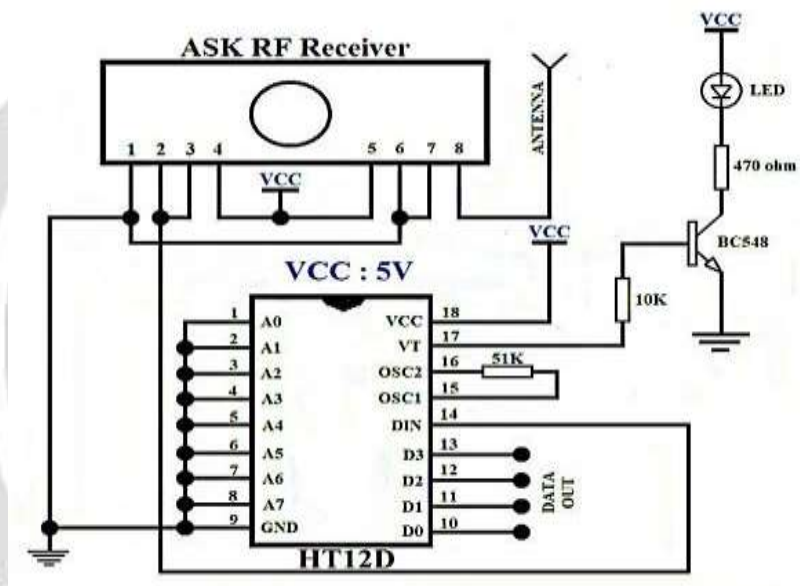 ASK RF Receiver
1 2 3 4 5 6 7 8
VCC
ANTENNA
VCC
LED
470 ohm
BC548
10K
VCC
VCC : 5V
1 A0 VCC 18
2 A1 VT 17
3 A2 OSC2 16 51K
4 A3 OSC1 15
5 A4 DIN 14
6 A5 D3 13
7 A6 D2 12
8 A7 D1 11
9 GND D0 10
DATA
OUT
HT12D